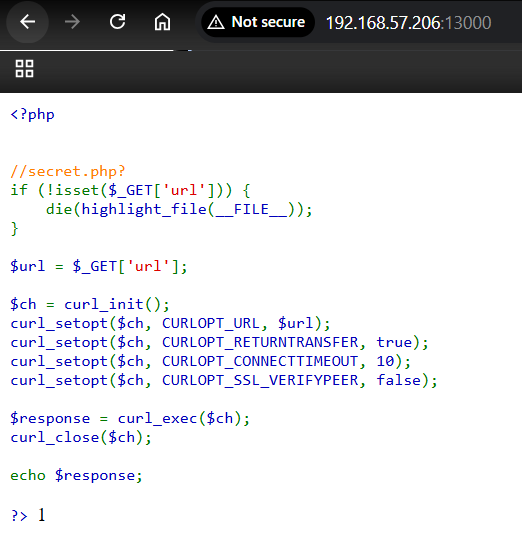 Not secure 192.168.57.206:13000
<?php
//secret.php?
if (!isset($_GET['url'])) {
    die(highlight_file(__FILE__));
}
$url = $_GET['url'];
$ch = curl_init();
curl_setopt($ch, CURLOPT_URL, $url);
curl_setopt($ch, CURLOPT_RETURNTRANSFER, true);
curl_setopt($ch, CURLOPT_CONNECTTIMEOUT, 10);
curl_setopt($ch, CURLOPT_SSL_VERIFYPEER, false);
$response = curl_exec($ch);
curl_close($ch);
echo $response;
?> 1